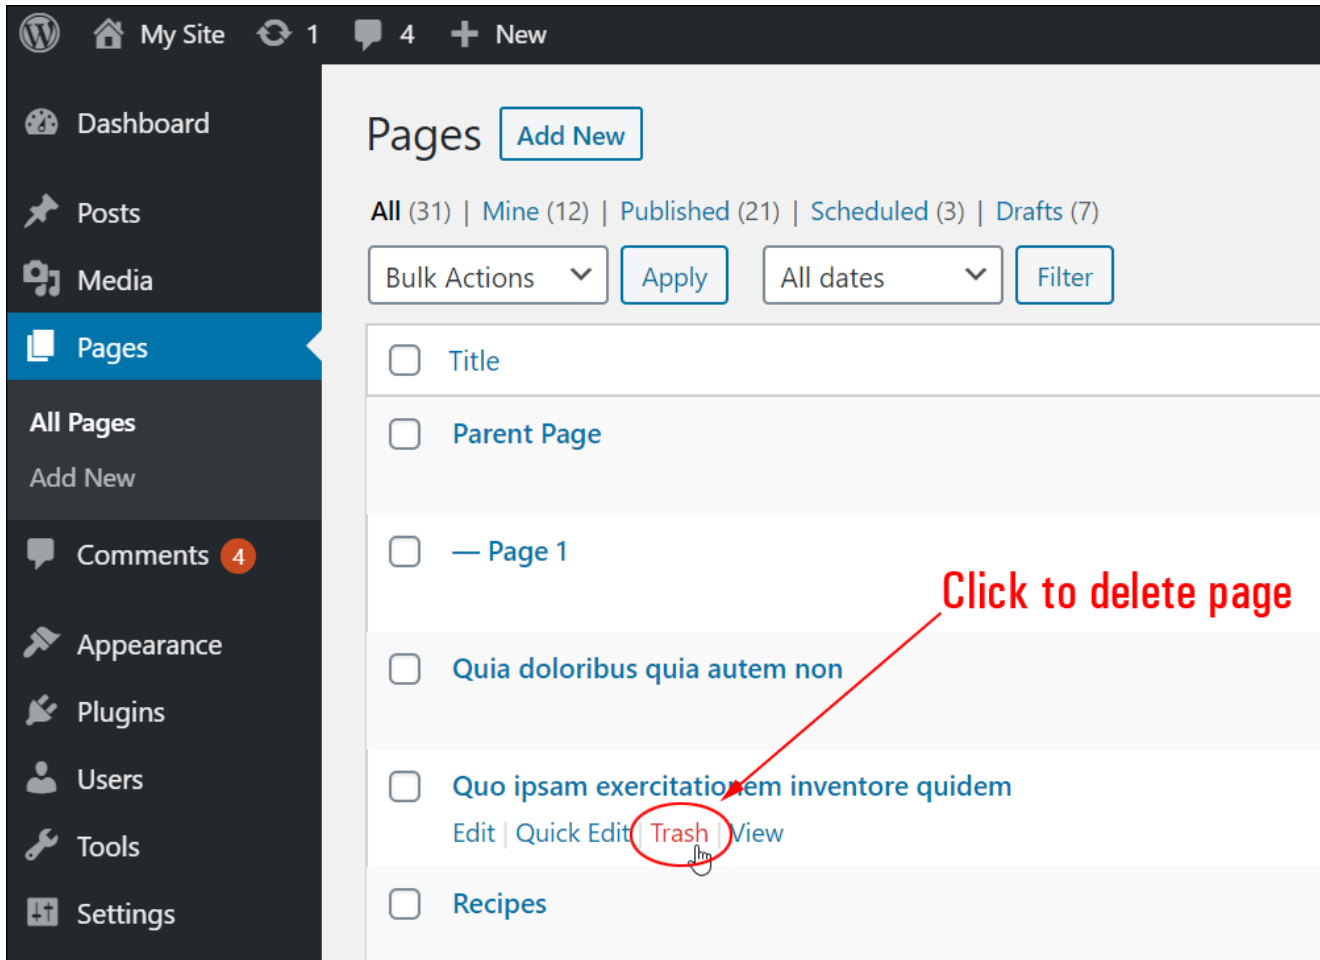 My Site 1 4 New
Dashboard
Posts
Media
Pages
All Pages
Add New
Comments 4
Appearance
Plugins
Users
Tools
Settings
Pages Add New
All (31) | Mine (12) | Published (21) | Scheduled (3) | Drafts (7)
Bulk Actions Apply All dates Filter
Title
Parent Page
— Page 1
Click to delete page
Quia doloribus quia autem non
Quo ipsam exercitationem inventore quidem
Edit | Quick Edit | Trash | View
Recipes